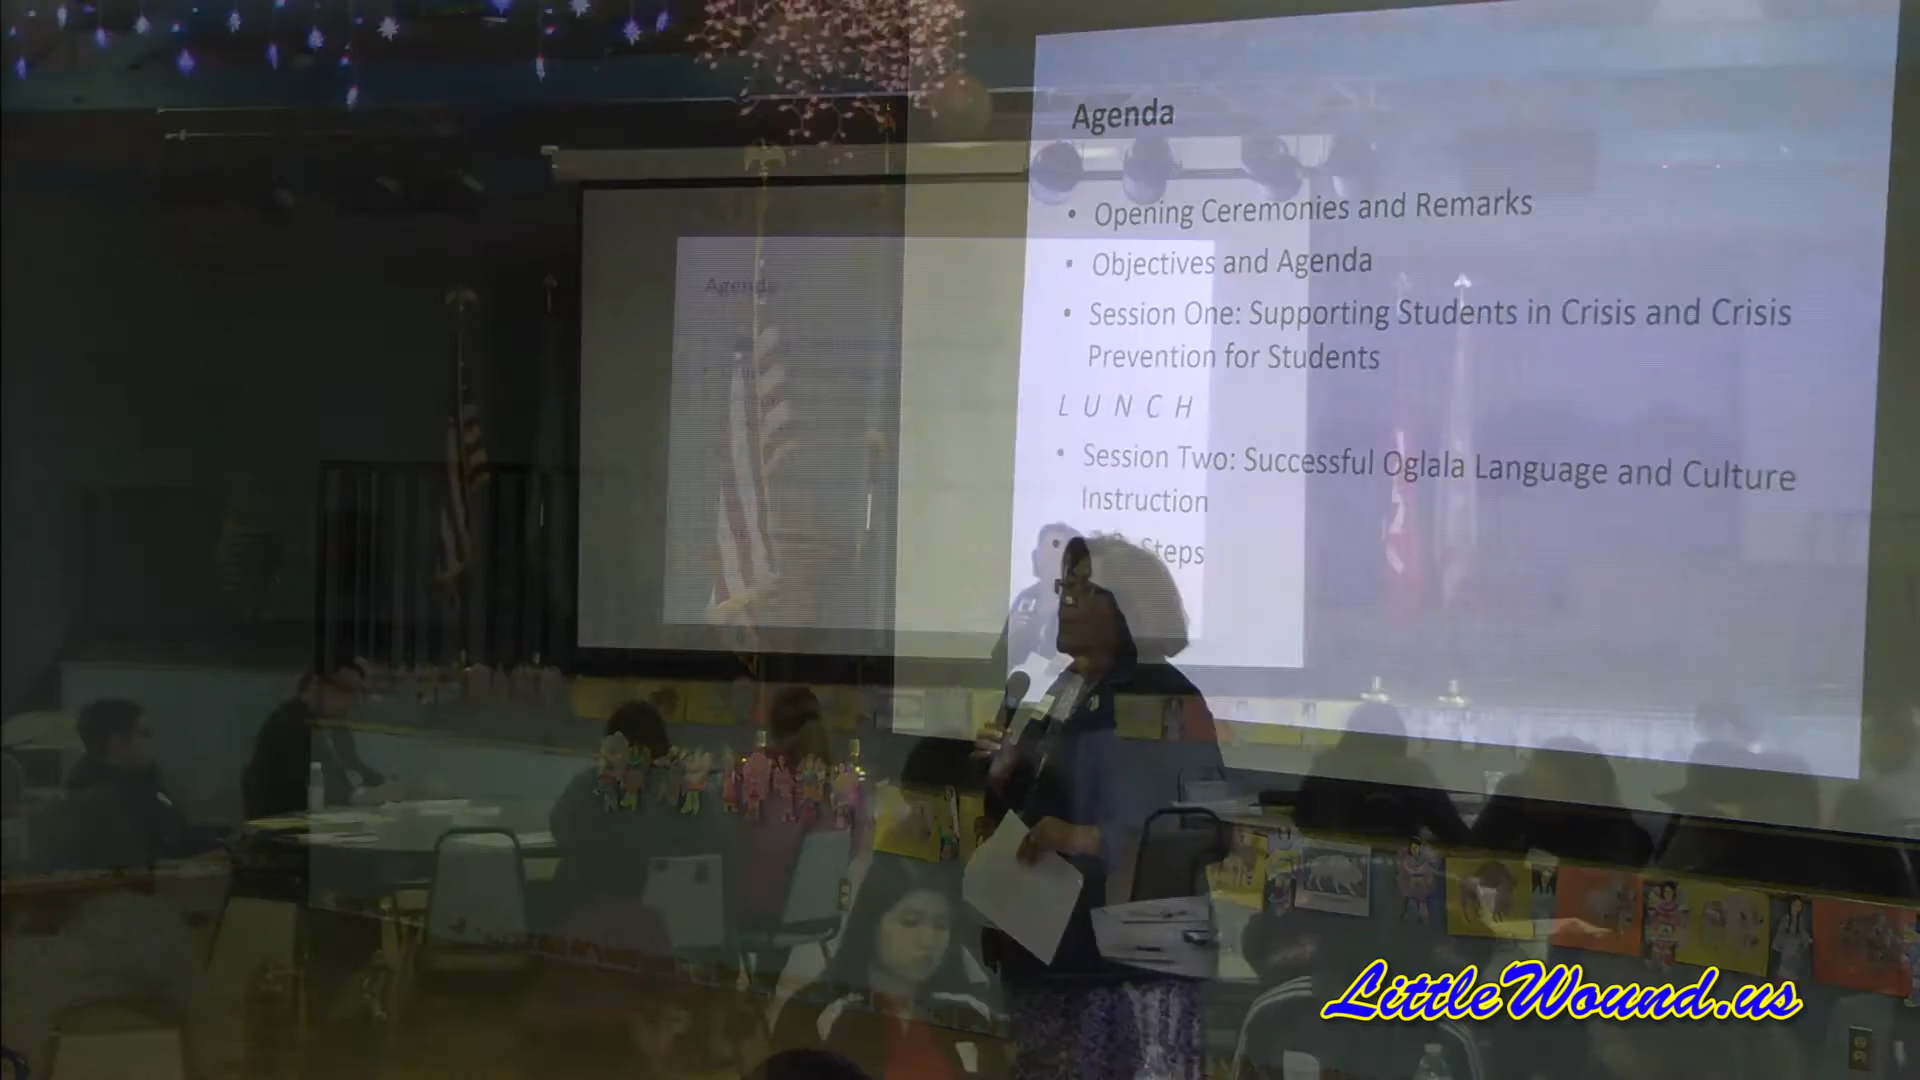 Agenda
• Opening Ceremonies and Remarks
• Objectives and Agenda
• Session One: Supporting Students in Crisis and Crisis
Prevention for Students
L U N C H
• Session Two: Successful Oglala Language and Culture
Instruction
• Steps
Agenda
LittleWound.us